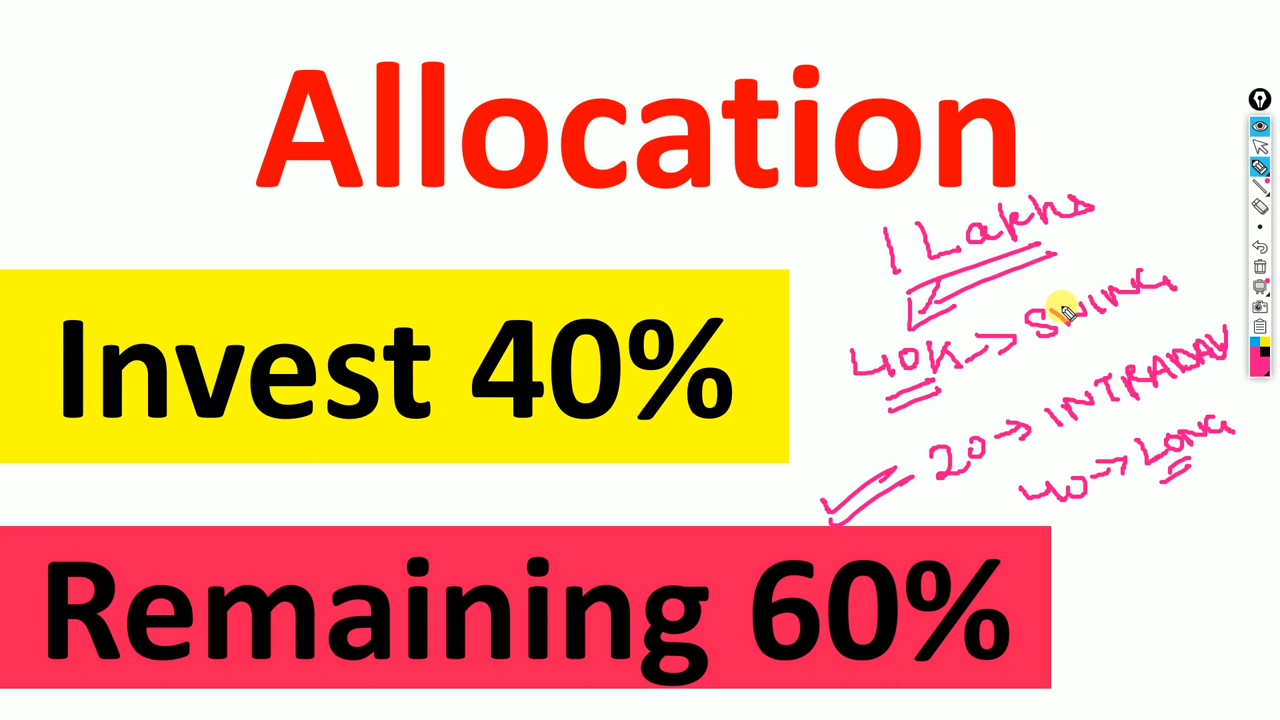 Allocation
1 Lakhs
Invest 40%
40K -> SWING
20 -> INTRADAY
40 -> LONG
Remaining 60%